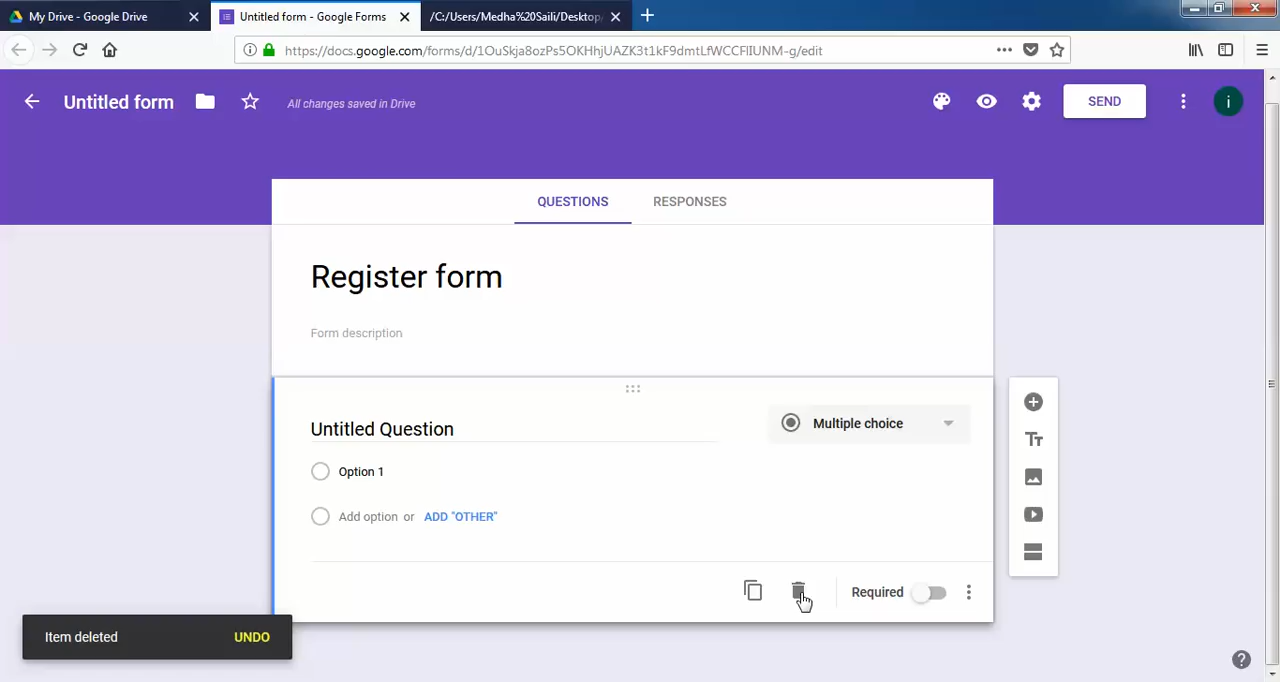 My Drive - Google Drive
Untitled form - Google Forms
/C:/Users/Medha%20Saili/Desktop/
https://docs.google.com/forms/d/1OuSkja8ozPs5OKHhjUAZK3t1kF9dmtLfWCCFlIUNM-g/edit
Untitled form
All changes saved in Drive
SEND
i
QUESTIONS
RESPONSES
Register form
Form description
Untitled Question
Multiple choice
Option 1
Add option or ADD "OTHER"
Required
Item deleted
UNDO